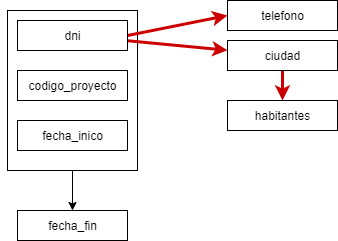 dni
telefono
ciudad
codigo_proyecto
habitantes
fecha_inico
fecha_fin